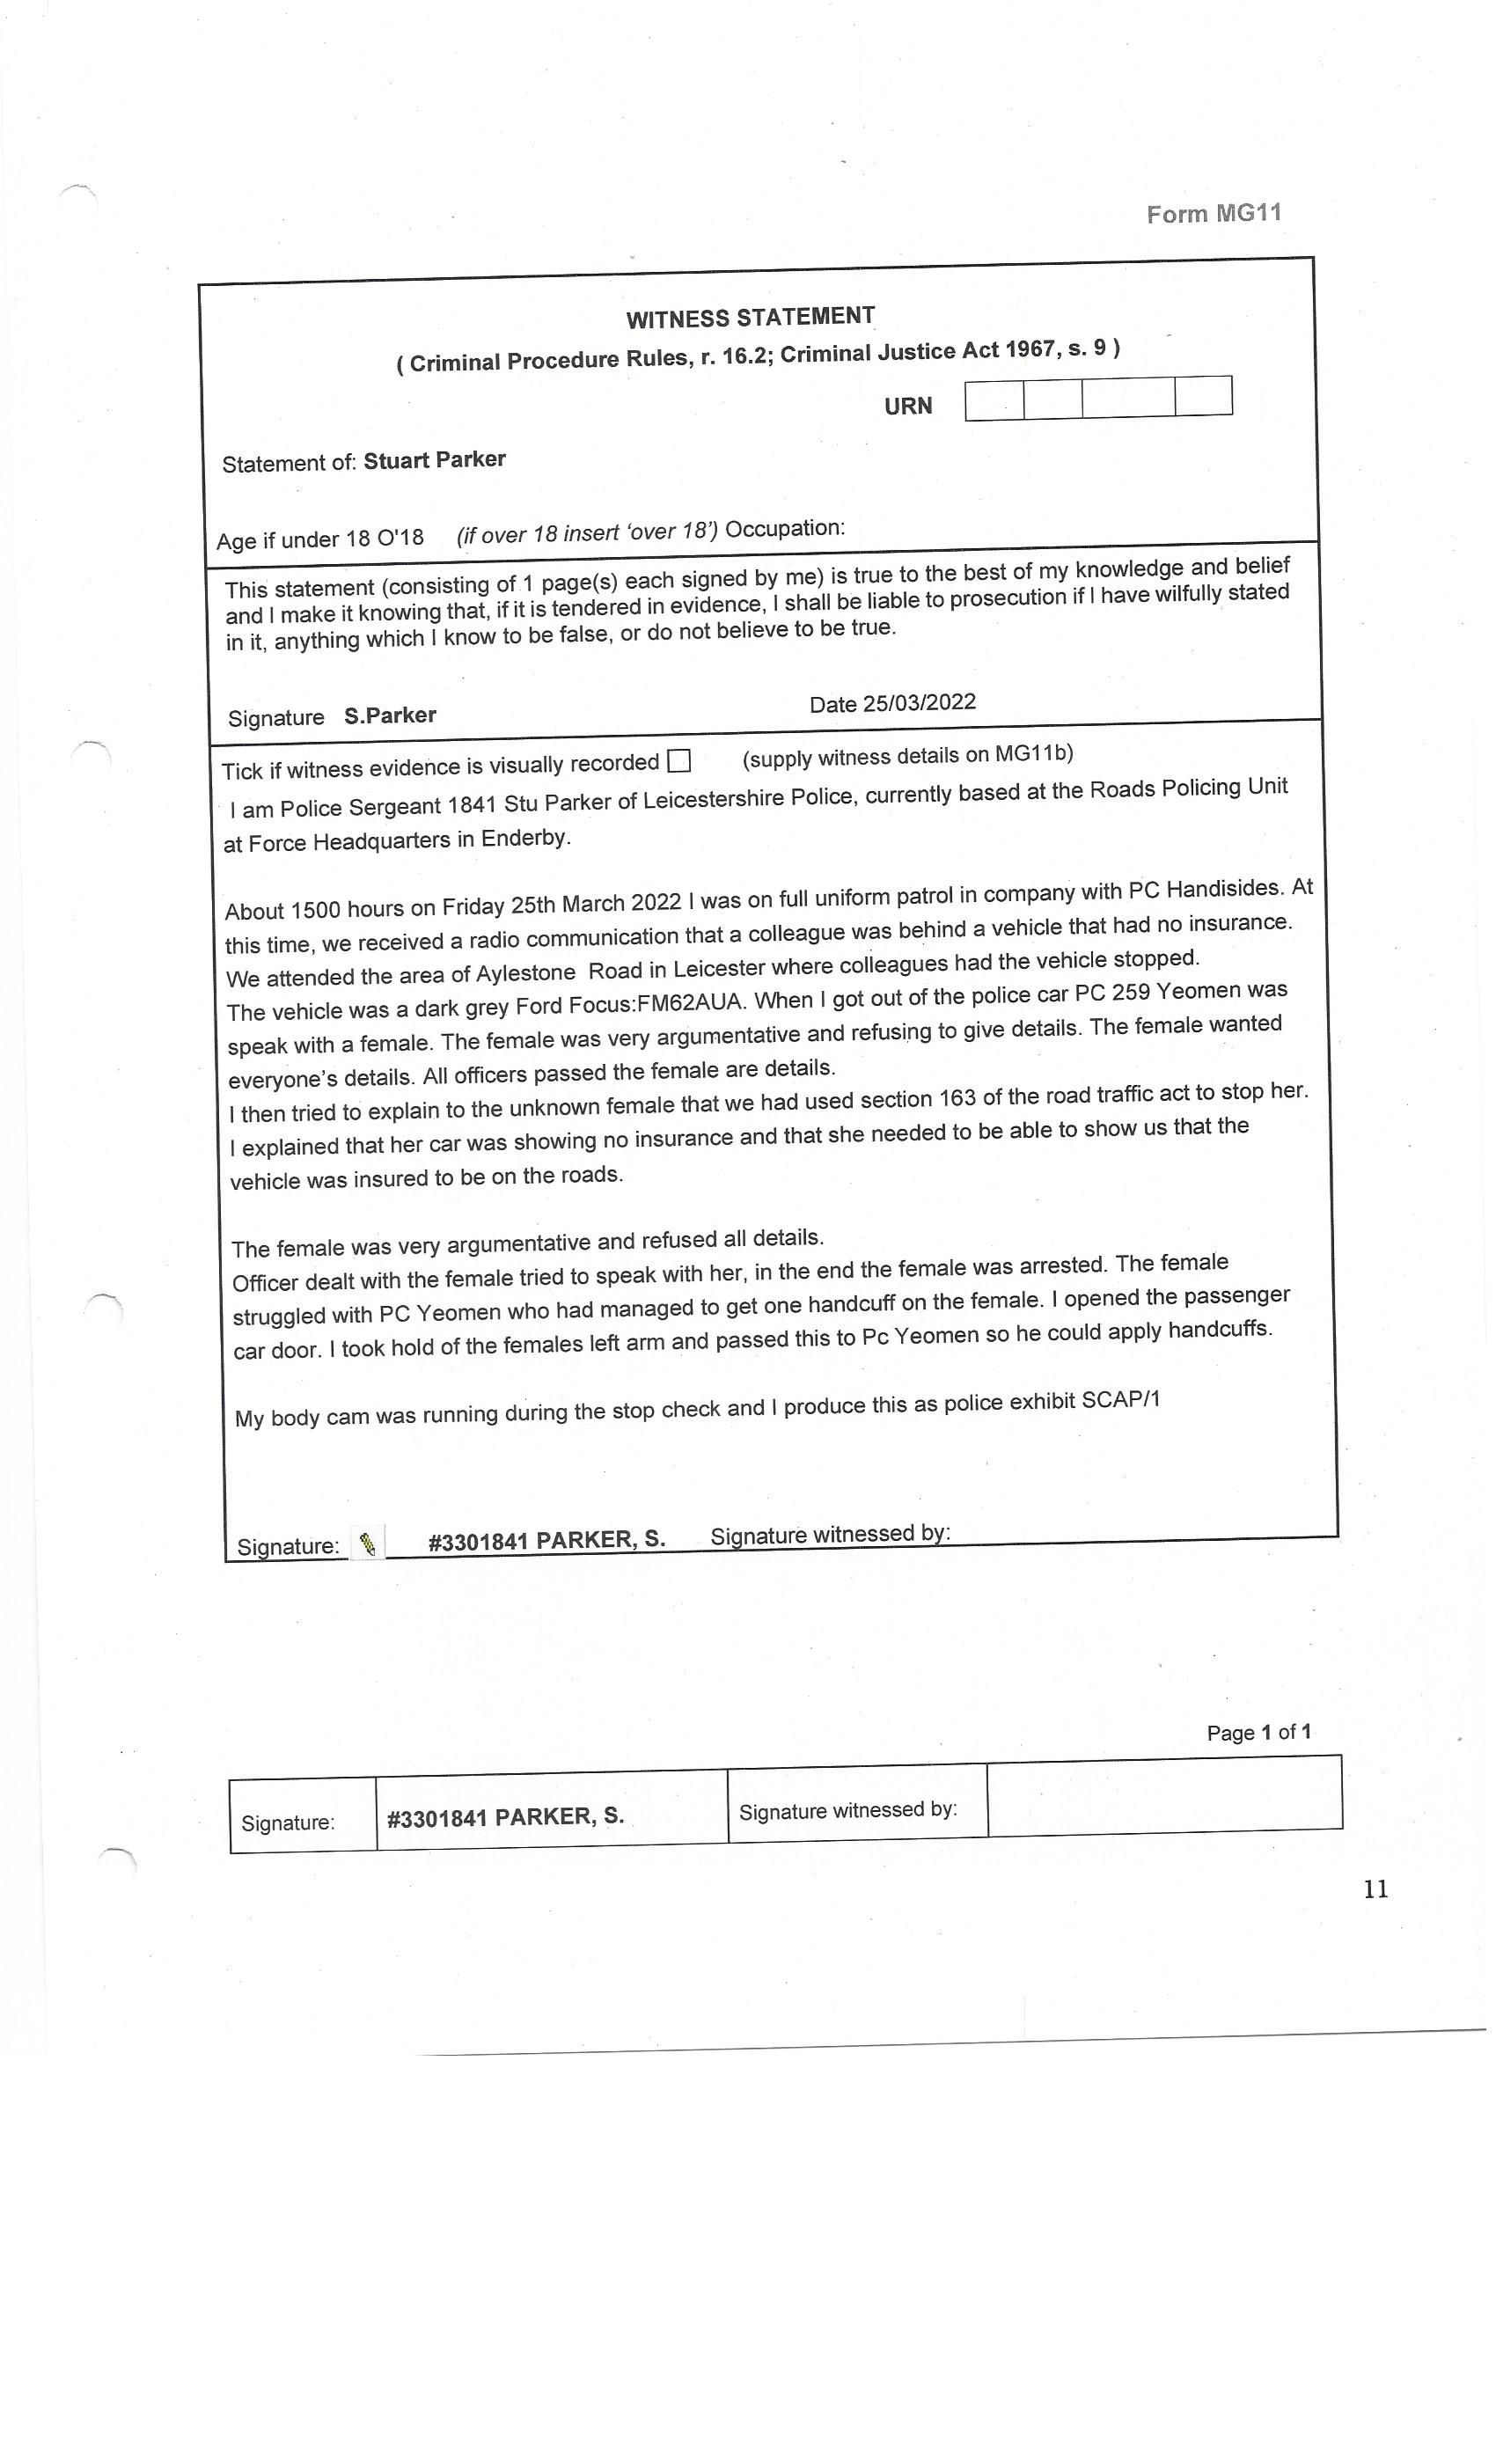 Form MG11
WITNESS STATEMENT
( Criminal Procedure Rules, r. 16.2; Criminal Justice Act 1967, s. 9 )
URN
Statement of: Stuart Parker
Age if under 18 O'18 (if over 18 insert ‘over 18’) Occupation:
This statement (consisting of 1 page(s) each signed by me) is true to the best of my knowledge and belief
and I make it knowing that, if it is tendered in evidence, I shall be liable to prosecution if I have wilfully stated
in it, anything which I know to be false, or do not believe to be true.
Signature S.Parker Date 25/03/2022
Tick if witness evidence is visually recorded (supply witness details on MG11b)
I am Police Sergeant 1841 Stu Parker of Leicestershire Police, currently based at the Roads Policing Unit
at Force Headquarters in Enderby.
About 1500 hours on Friday 25th March 2022 I was on full uniform patrol in company with PC Handisides. At
this time, we received a radio communication that a colleague was behind a vehicle that had no insurance.
We attended the area of Aylestone Road in Leicester where colleagues had the vehicle stopped.
The vehicle was a dark grey Ford Focus:FM62AUA. When I got out of the police car PC 259 Yeomen was
speak with a female. The female was very argumentative and refusing to give details. The female wanted
everyone’s details. All officers passed the female are details.
I then tried to explain to the unknown female that we had used section 163 of the road traffic act to stop her.
I explained that her car was showing no insurance and that she needed to be able to show us that the
vehicle was insured to be on the roads.
The female was very argumentative and refused all details.
Officer dealt with the female tried to speak with her, in the end the female was arrested. The female
struggled with PC Yeomen who had managed to get one handcuff on the female. I opened the passenger
car door. I took hold of the females left arm and passed this to Pc Yeomen so he could apply handcuffs.
My body cam was running during the stop check and I produce this as police exhibit SCAP/1
Signature: #3301841 PARKER, S. Signature witnessed by:
Page 1 of 1
Signature: #3301841 PARKER, S. Signature witnessed by:
11